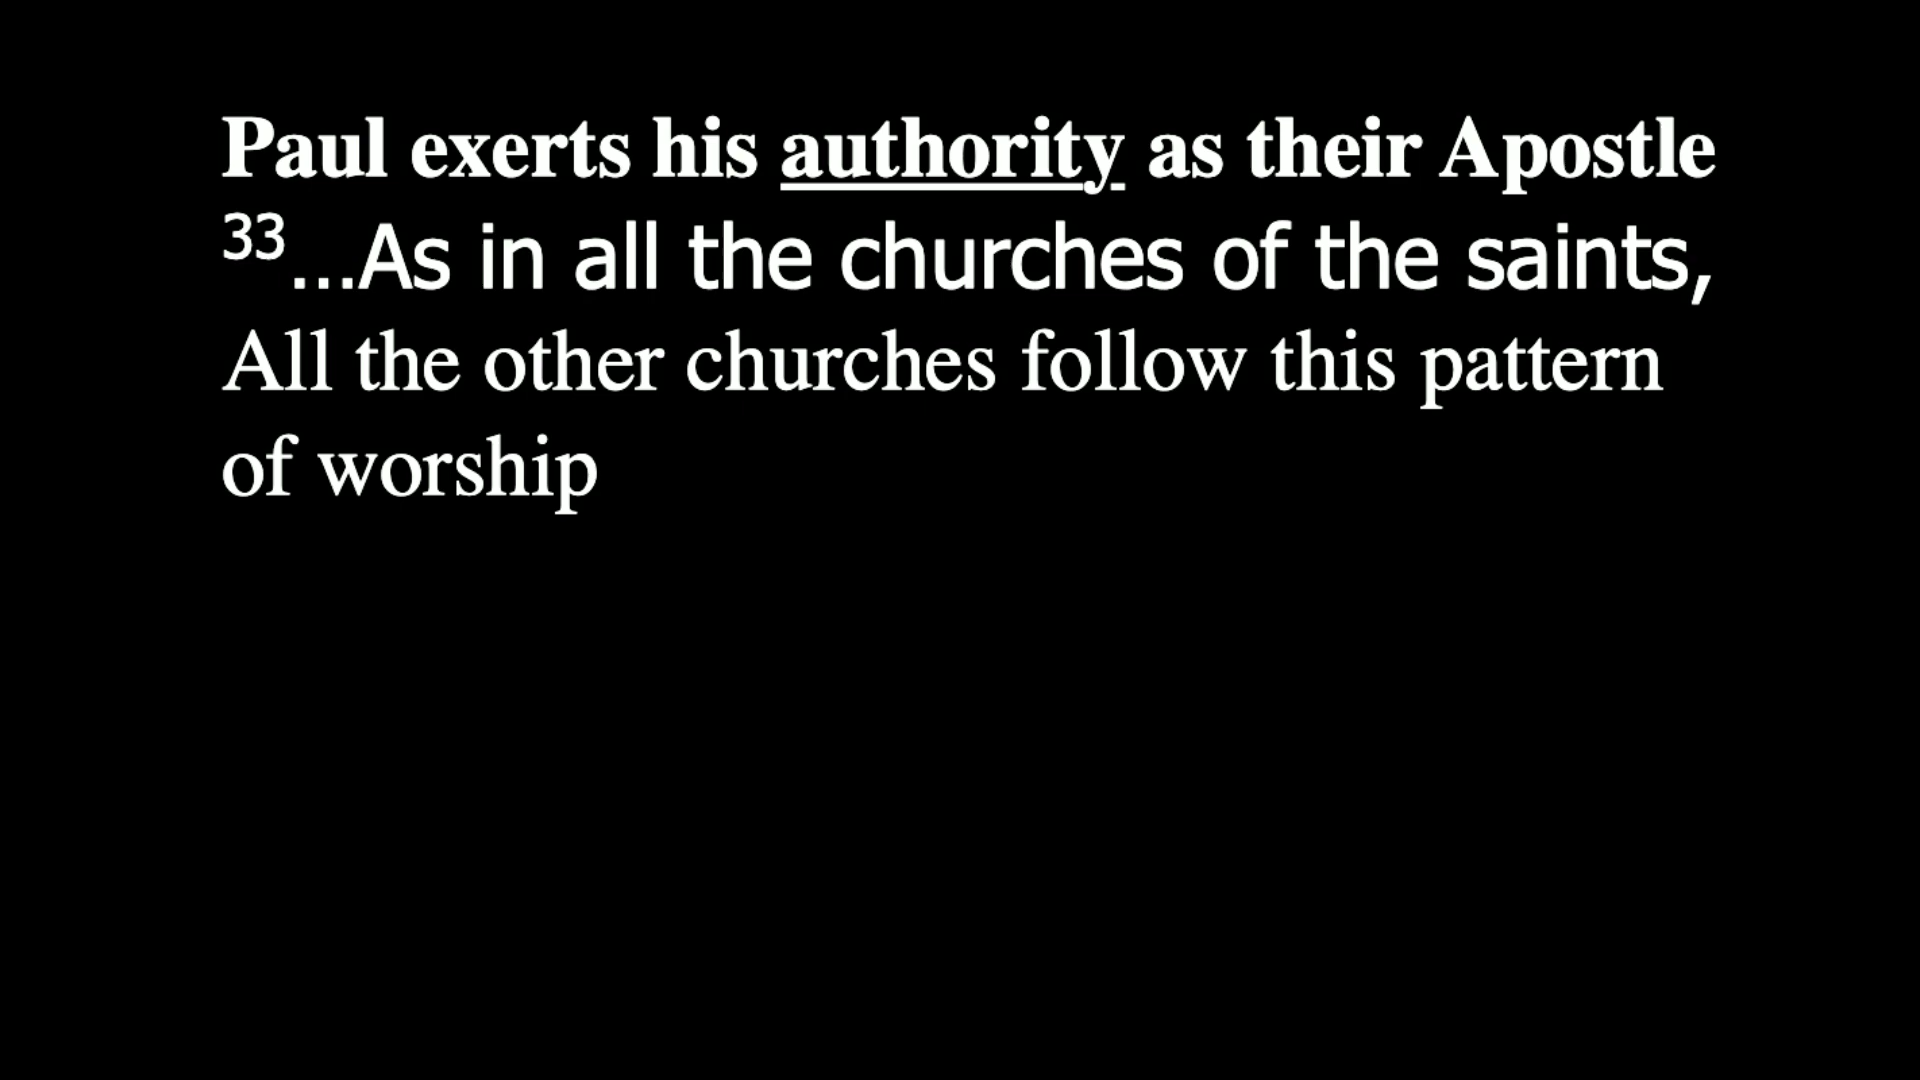 Paul exerts his authority as their Apostle
33...As in all the churches of the saints,
All the other churches follow this pattern
of worship